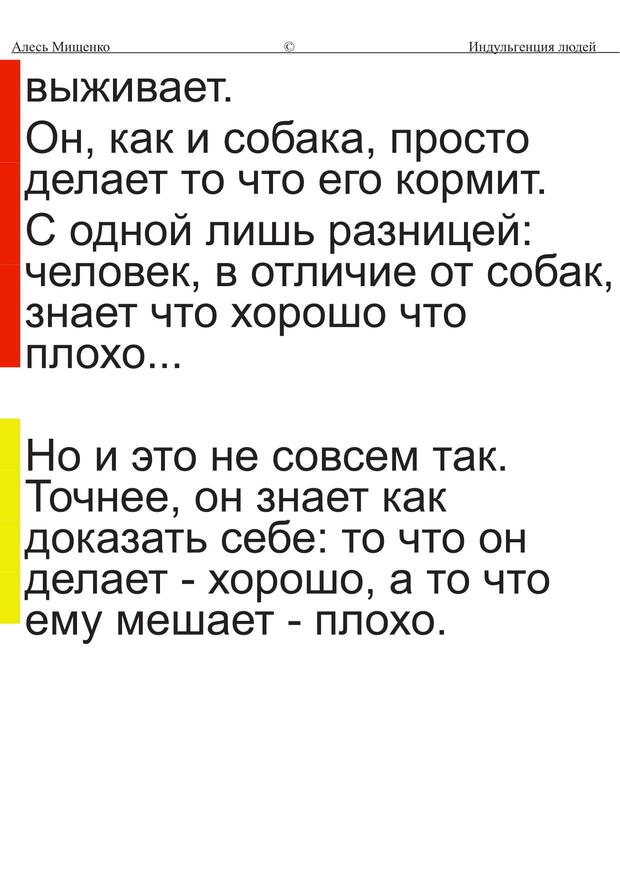 Алесь Мищенко © Индульгенция людей
выживает.
Он, как и собака, просто
делает то что его кормит.
С одной лишь разницей:
человек, в отличие от собак,
знает что хорошо что
плохо...
Но и это не совсем так.
Точнее, он знает как
доказать себе: то что он
делает - хорошо, а то что
ему мешает - плохо.